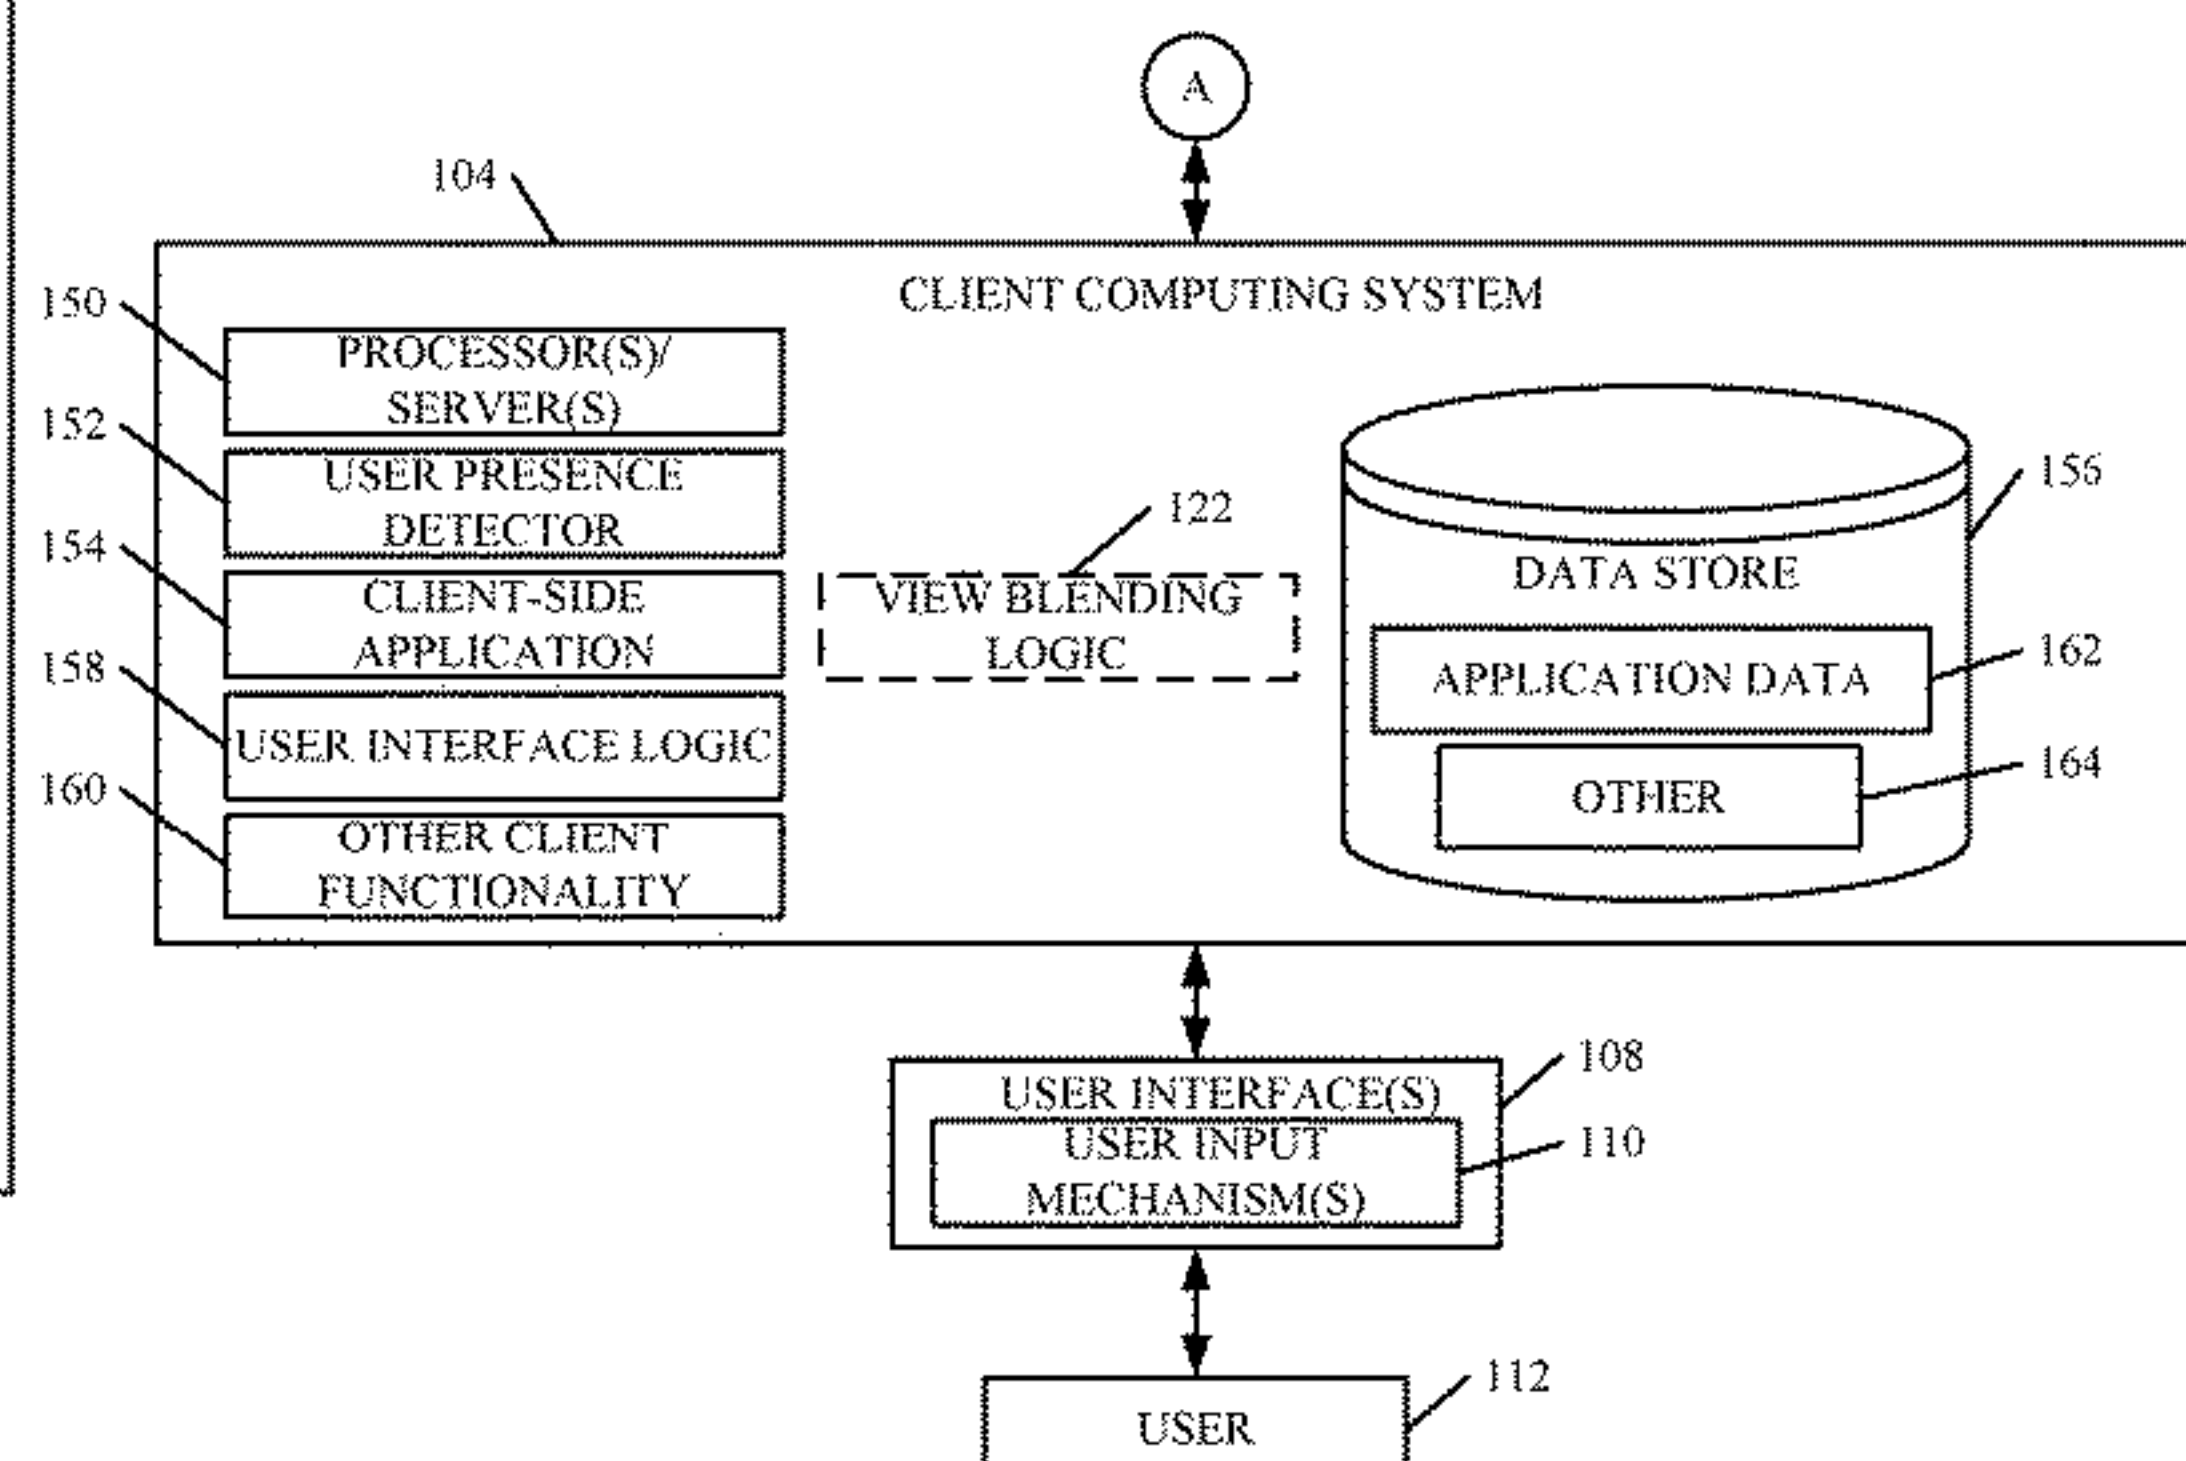 A
104
CLIENT COMPUTING SYSTEM
150
PROCESSOR(S)/
SERVER(S)
152
USER PRESENCE
DETECTOR
154
CLIENT-SIDE
APPLICATION
158
USER INTERFACE LOGIC
160
OTHER CLIENT
FUNCTIONALITY
122
VIEW BLENDING
LOGIC
156
DATA STORE
162
APPLICATION DATA
164
OTHER
108
USER INTERFACE(S)
110
USER INPUT
MECHANISM(S)
112
USER